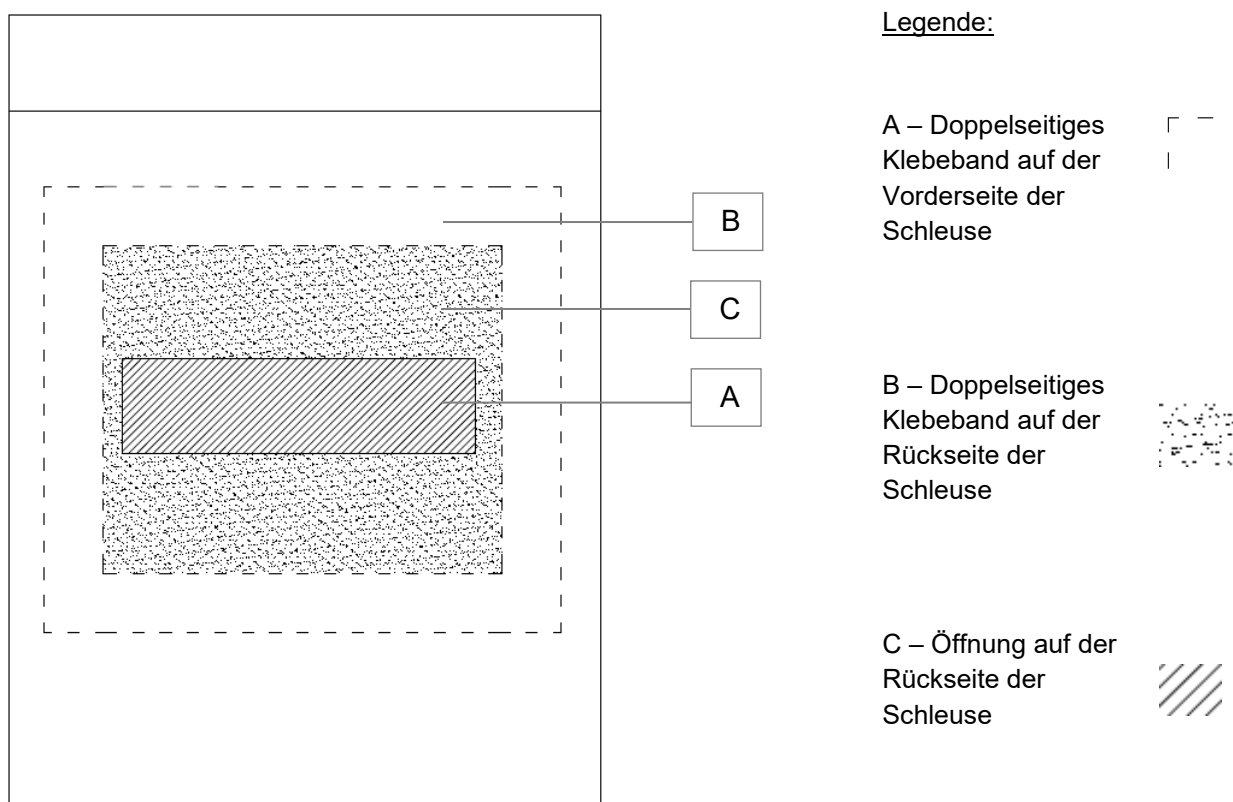 B
C
A
Legende:
A – Doppelseitiges
Klebeband auf der
Vorderseite der
Schleuse
B – Doppelseitiges
Klebeband auf der
Rückseite der
Schleuse
C – Öffnung auf der
Rückseite der
Schleuse